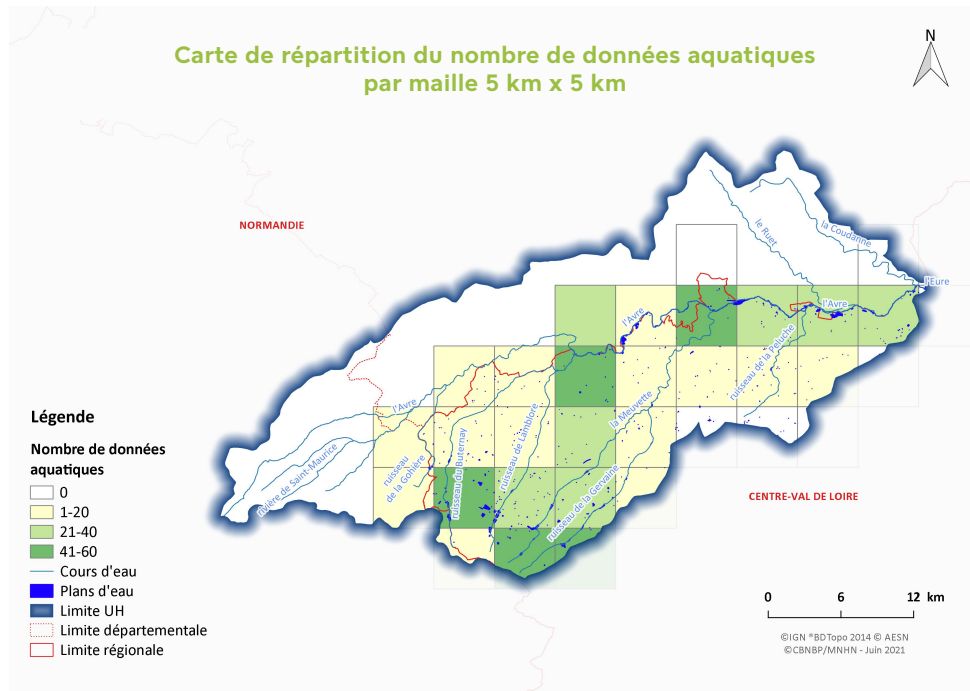 Carte de répartition du nombre de données aquatiques
par maille 5 km x 5 km
N
NORMANDIE
le Ruet
la Coudanne
l'Eure
l'Avre
l'Avre
ruisseau de la Peluche
l'Avre
la Meuvette
ruisseau de Lamblore
ruisseau du Buternay
ruisseau
de la Gohière
rivière de Saint-Maurice
ruisseau de la Gervaine
CENTRE-VAL DE LOIRE
Légende
Nombre de données
aquatiques
0
1-20
21-40
41-60
Cours d'eau
Plans d'eau
Limite UH
Limite départementale
Limite régionale
0 6 12 km
©IGN ®BDTopo 2014 © AESN
©CBNBP/MNHN - Juin 2021